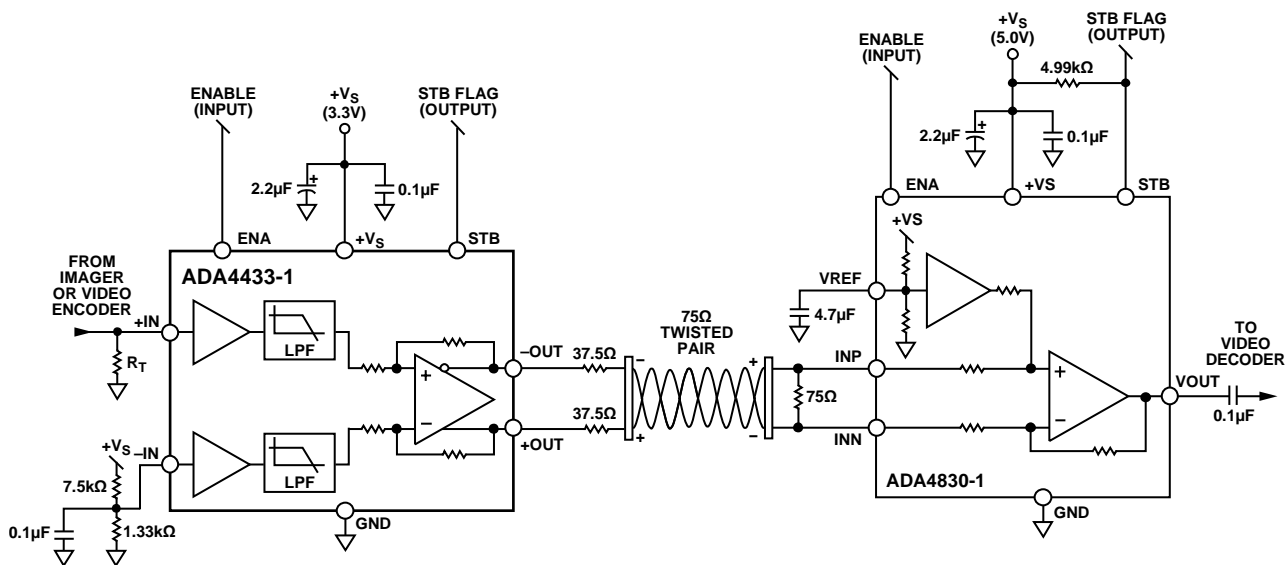 ENABLE
(INPUT)
+VS
(3.3V)
STB FLAG
(OUTPUT)
2.2µF
+
0.1µF
ENA
+VS
STB
ADA4433-1
FROM
IMAGER
OR VIDEO
ENCODER
+IN
RT
LPF
+
–
–OUT
+OUT
+VS
–IN
7.5kΩ
1.33kΩ
0.1µF
LPF
GND
37.5Ω
37.5Ω
75Ω
TWISTED
PAIR
–
+
+
–
75Ω
ENABLE
(INPUT)
+VS
(5.0V)
STB FLAG
(OUTPUT)
4.99kΩ
2.2µF
+
0.1µF
ENA
+VS
STB
+VS
VREF
4.7µF
INP
INN
+
–
VOUT
ADA4830-1
GND
TO
VIDEO
DECODER
0.1µF